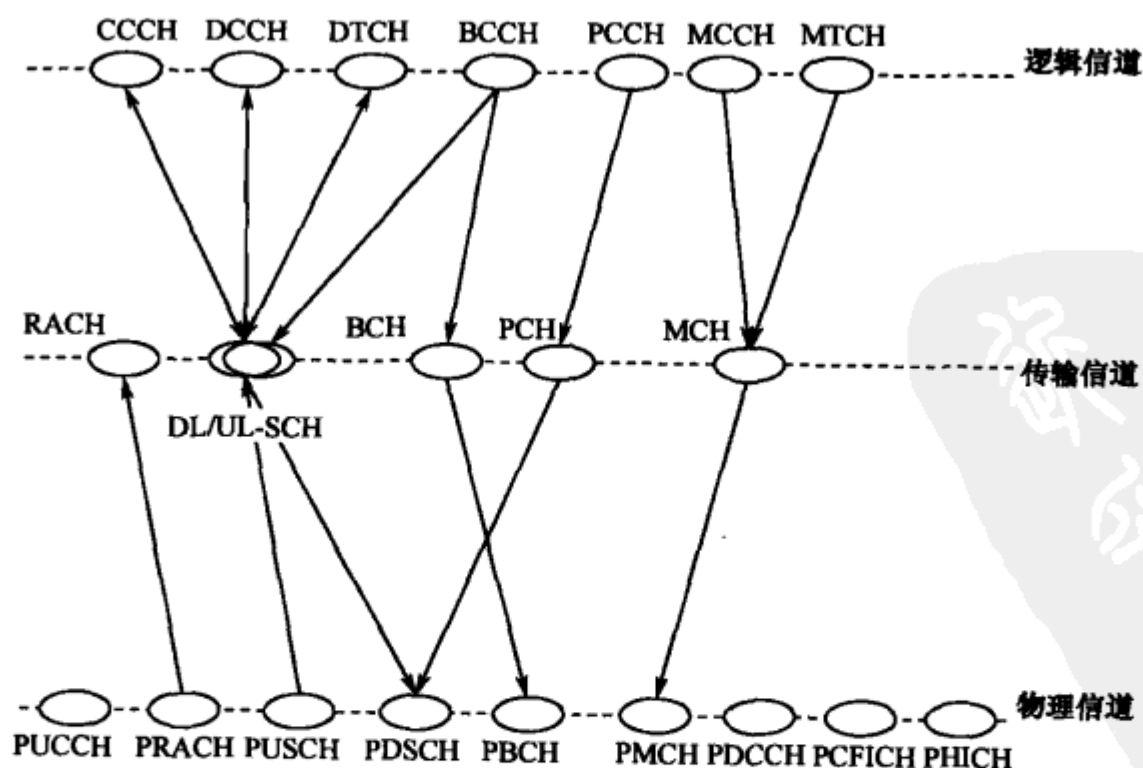 CCCH DCCH DTCH BCCH PCCH MCCH MTCH
逻辑信道
RACH BCH PCH MCH
传输信道
DL/UL-SCH
物理信道
PUCCH PRACH PUSCH PDSCH PBCH PMCH PDCCH PCFICH PHICH